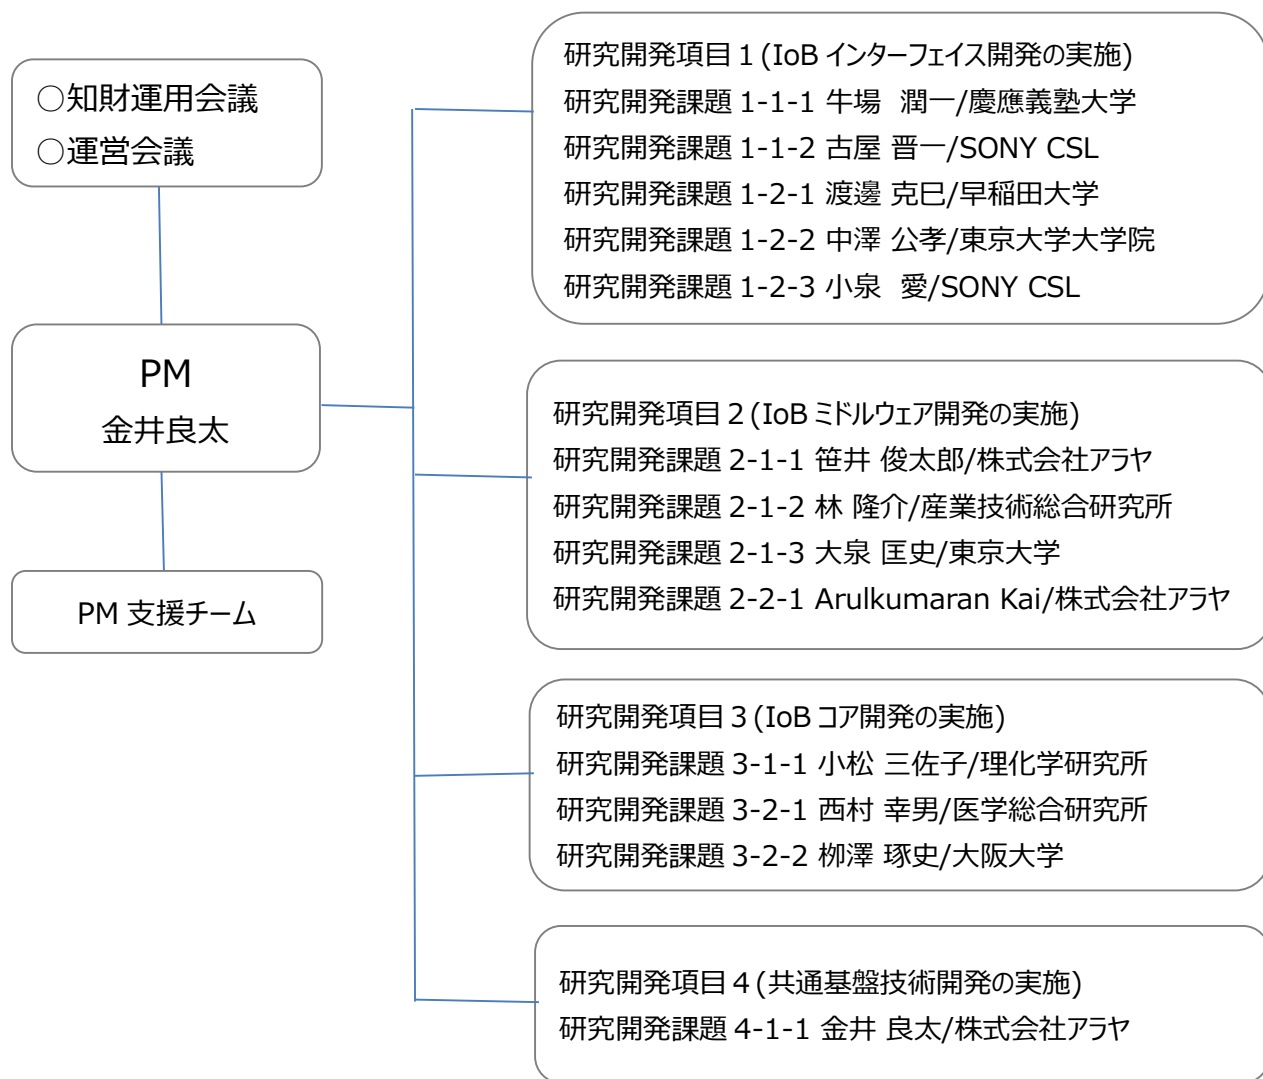 ○知財運用会議
○運営会議
PM
金井良太
PM 支援チーム
研究開発項目１(IoB インターフェイス開発の実施)
研究開発課題 1-1-1 牛場 潤一/慶應義塾大学
研究開発課題 1-1-2 古屋 晋一/SONY CSL
研究開発課題 1-2-1 渡邊 克巳/早稲田大学
研究開発課題 1-2-2 中澤 公孝/東京大学大学院
研究開発課題 1-2-3 小泉 愛/SONY CSL
研究開発項目２(IoB ミドルウェア開発の実施)
研究開発課題 2-1-1 笹井 俊太郎/株式会社アラヤ
研究開発課題 2-1-2 林 隆介/産業技術総合研究所
研究開発課題 2-1-3 大泉 匡史/東京大学
研究開発課題 2-2-1 Arulkumaran Kai/株式会社アラヤ
研究開発項目３(IoB コア開発の実施)
研究開発課題 3-1-1 小松 三佐子/理化学研究所
研究開発課題 3-2-1 西村 幸男/医学総合研究所
研究開発課題 3-2-2 栁澤 琢史/大阪大学
研究開発項目４(共通基盤技術開発の実施)
研究開発課題 4-1-1 金井 良太/株式会社アラヤ